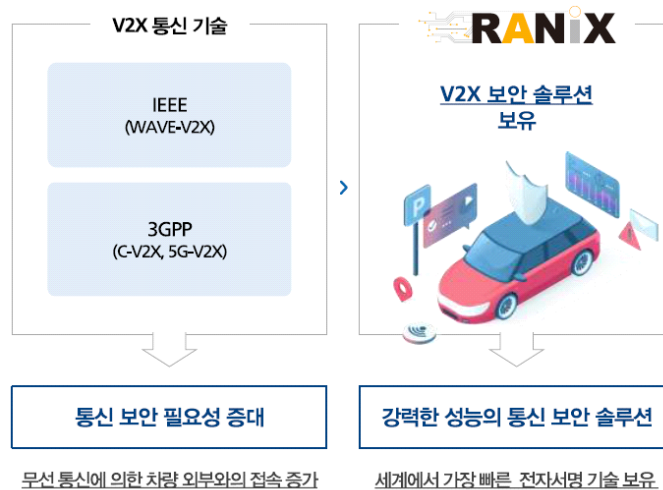 V2X 통신 기술
IEEE
(WAVE-V2X)
3GPP
(C-V2X, 5G-V2X)
통신 보안 필요성 증대
무선 통신에 의한 차량 외부와의 접속 증가
RANiX
V2X 보안 솔루션
보유
P
강력한 성능의 통신 보안 솔루션
세계에서 가장 빠른 전자서명 기술 보유